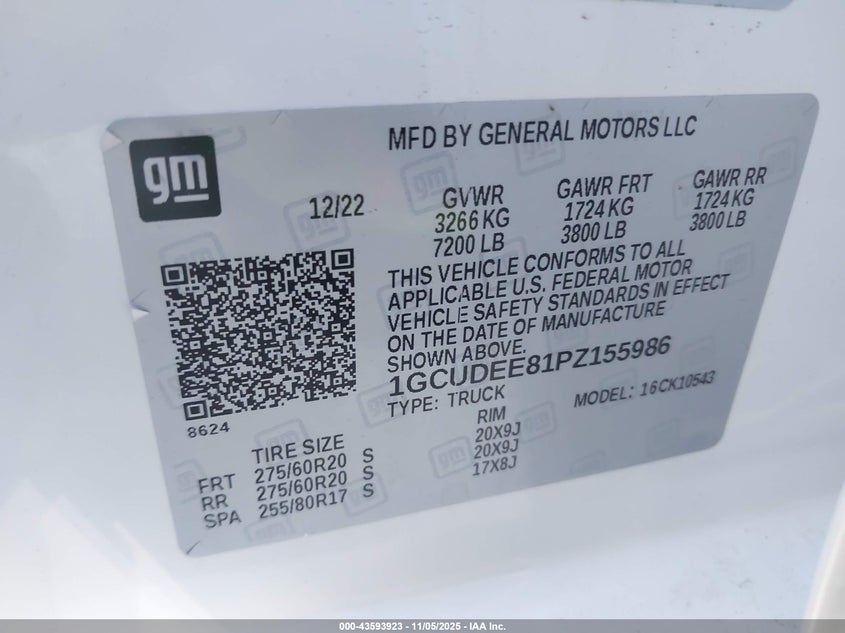 gm
MFD BY GENERAL MOTORS LLC
12/22
GVWR GAWR FRT GAWR RR
3266 KG 1724 KG 1724 KG
7200 LB 3800 LB 3800 LB
THIS VEHICLE CONFORMS TO ALL
APPLICABLE U.S. FEDERAL MOTOR
VEHICLE SAFETY STANDARDS IN EFFECT
ON THE DATE OF MANUFACTURE
SHOWN ABOVE.
1GCUDEE81PZ155986
TYPE: TRUCK MODEL: 16CK10543
8624
TIRE SIZE RIM
FRT 275/60R20 S 20X9J
RR 275/60R20 S 20X9J
SPA 255/80R17 S 17X8J
000-43593923 - 11/05/2025 - IAA Inc.